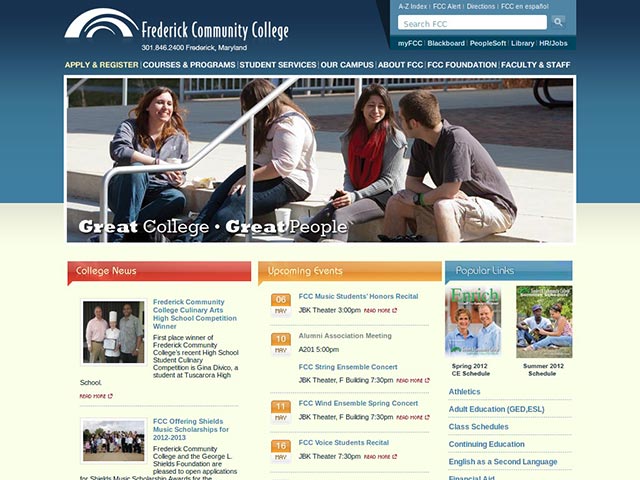 Frederick Community College
301.846.2400 Frederick, Maryland
A-Z Index | FCC Alert | Directions | FCC en español
Search FCC
myFCC | Blackboard | PeopleSoft | Library | HR/Jobs
APPLY & REGISTER | COURSES & PROGRAMS | STUDENT SERVICES | OUR CAMPUS | ABOUT FCC | FCC FOUNDATION | FACULTY & STAFF
Great College • Great People
College News
Frederick Community
College Culinary Arts
High School Competition
Winner
First place winner of
Frederick Community
College's recent High School
Student Culinary
Competition is Gina Divico, a
student at Tuscarora High
School.
READ MORE
FCC Offering Shields
Music Scholarships for
2012-2013
Frederick Community
College and the George L.
Shields Foundation are
pleased to open applications
for Shields Music Scholarship Awards for the
Upcoming Events
06
MAY
FCC Music Students' Honors Recital
JBK Theater 3:00pm READ MORE
10
MAY
Alumni Association Meeting
A201 5:00pm
FCC String Ensemble Concert
JBK Theater, F Building 7:30pm READ MORE
11
MAY
FCC Wind Ensemble Spring Concert
JBK Theater, F Building 7:30pm READ MORE
16
MAY
FCC Voice Students Recital
JBK Theater 7:30pm READ MORE
Popular Links
Enrich
Spring 2012
CE Schedule
Summer 2012
Schedule
Athletics
Adult Education (GED,ESL)
Class Schedules
Continuing Education
English as a Second Language
Financial Aid